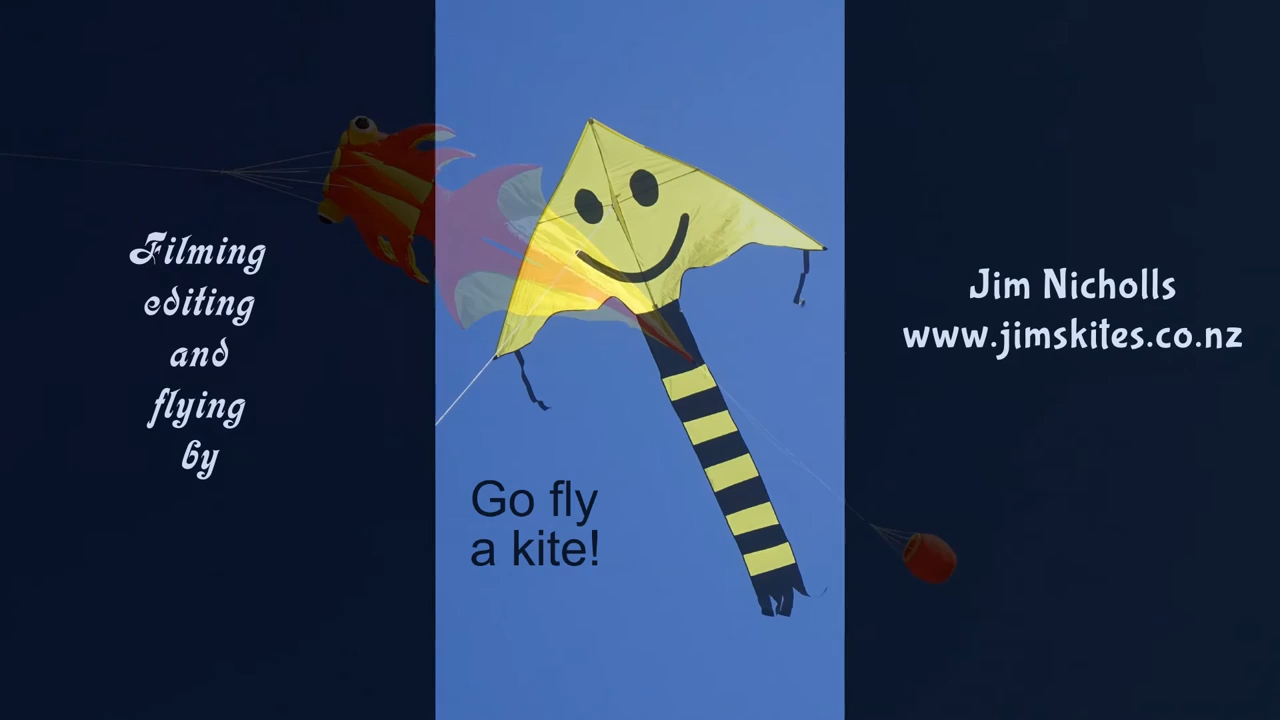 Filming
editing
and
flying
by
Go fly
a kite!
Jim Nicholls
www.jimskites.co.nz